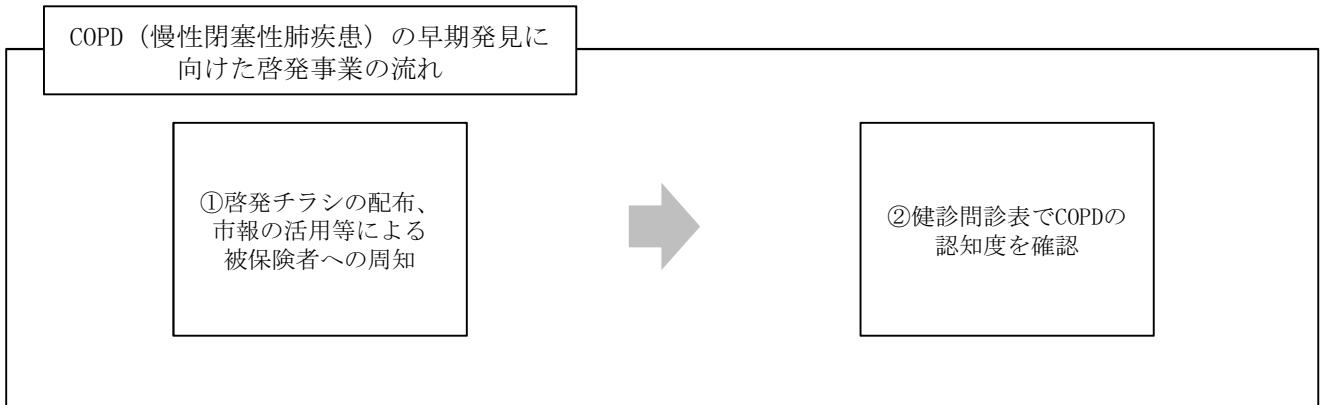 COPD（慢性閉塞性肺疾患）の早期発見に
向けた啓発事業の流れ
①啓発チラシの配布、
市報の活用等による
被保険者への周知
②健診問診表でCOPDの
認知度を確認